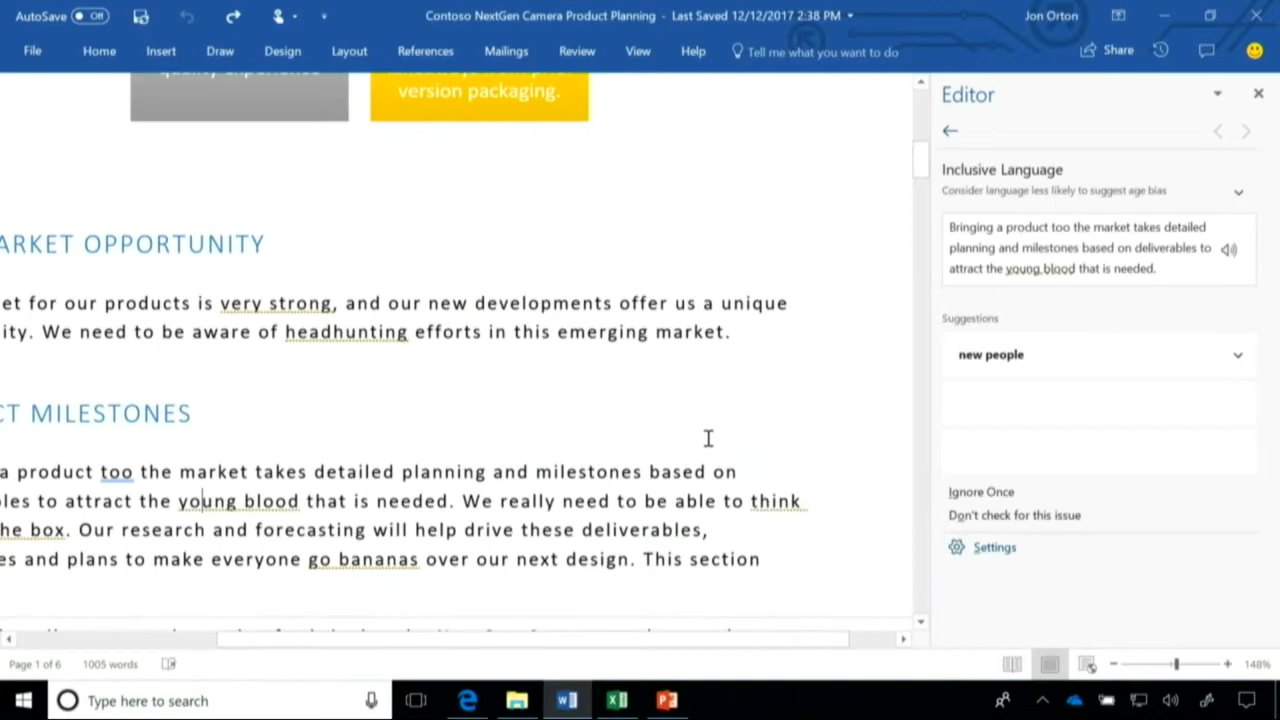 AutoSave Off
Contoso NextGen Camera Product Planning - Last Saved 12/12/2017 2:38 PM
Jon Orton
File Home Insert Draw Design Layout References Mailings Review View Help Tell me what you want to do Share
version packaging.
ARKET OPPORTUNITY
et for our products is very strong, and our new developments offer us a unique
ity. We need to be aware of headhunting efforts in this emerging market.
CT MILESTONES
a product too the market takes detailed planning and milestones based on
les to attract the young blood that is needed. We really need to be able to think
he box. Our research and forecasting will help drive these deliverables,
es and plans to make everyone go bananas over our next design. This section
Editor
Inclusive Language
Consider language less likely to suggest age bias
Bringing a product too the market takes detailed
planning and milestones based on deliverables to
attract the young blood that is needed.
Suggestions
new people
Ignore Once
Don't check for this issue
Settings
Page 1 of 6 1005 words
148%
Type here to search